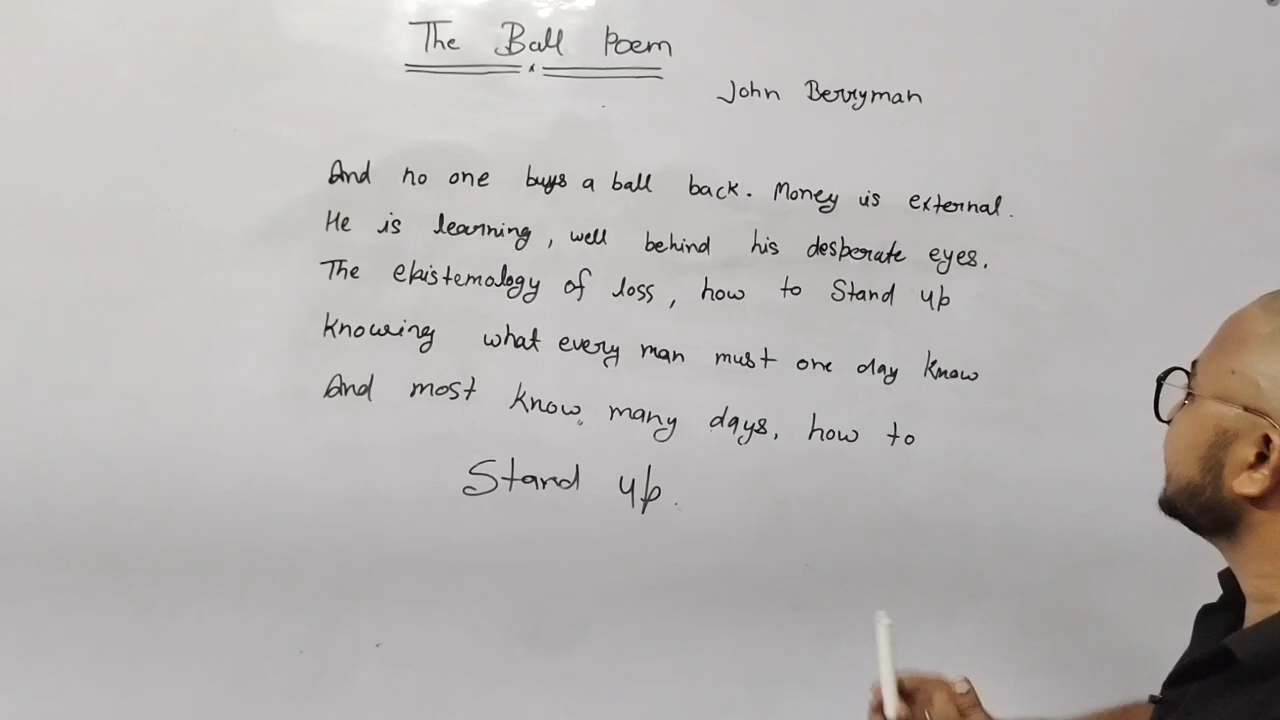 The Ball Poem
John Berryman
And no one buys a ball back. Money is external.
He is learning, well behind his desperate eyes.
The epistemology of loss, how to Stand up
Knowing what every man must one day know
And most know many days, how to
Stand up.